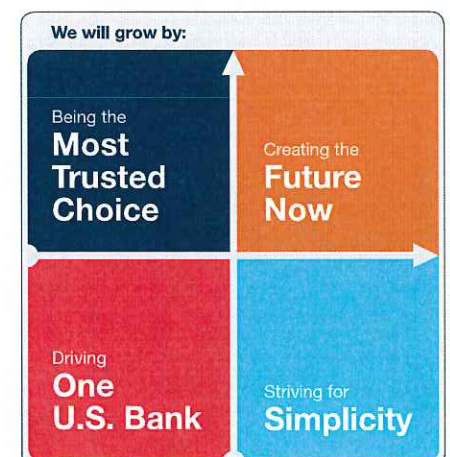 We will grow by:
Being the
Most
Trusted
Choice
Creating the
Future
Now
Driving
One
U.S. Bank
Striving for
Simplicity